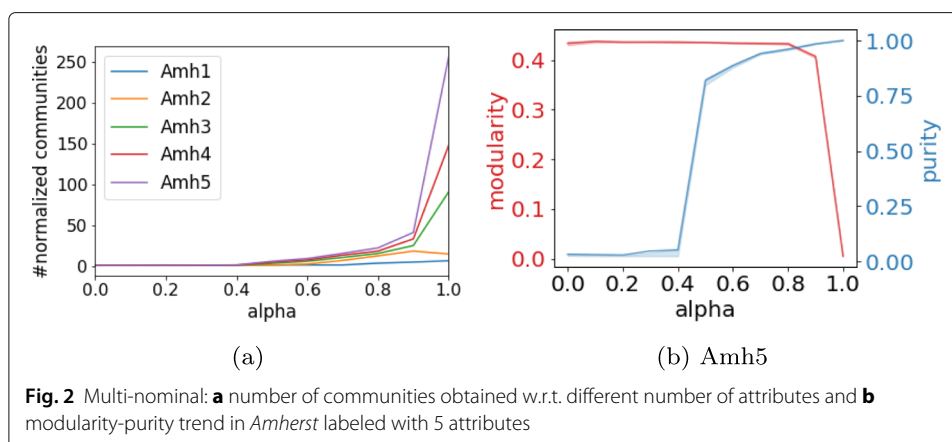 #normalized communities
250
200
150
100
50
0
Amh1
Amh2
Amh3
Amh4
Amh5
0.0 0.2 0.4 0.6 0.8 1.0
alpha
(a)
modularity
0.4
0.3
0.2
0.1
0.0
1.00
0.75
0.50
0.25
0.00
purity
0.0 0.2 0.4 0.6 0.8 1.0
alpha
(b) Amh5
Fig. 2 Multi-nominal: a number of communities obtained w.r.t. different number of attributes and b
modularity-purity trend in Amherst labeled with 5 attributes